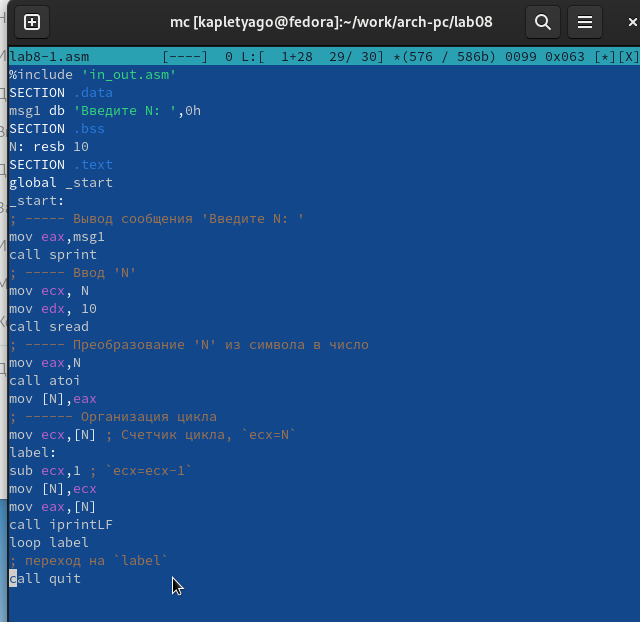 mc [kapletyago@fedora]:~/work/arch-pc/lab08
lab8-1.asm [----] 0 L:[ 1+28 29/ 30] *(576 / 586b) 0099 0x063 [*][X]
%include 'in_out.asm'
SECTION .data
msg1 db 'Введите N: ',0h
SECTION .bss
N: resb 10
SECTION .text
global _start
_start:
; ----- Вывод сообщения 'Введите N: '
mov eax,msg1
call sprint
; ----- Ввод 'N'
mov ecx, N
mov edx, 10
call sread
; ----- Преобразование 'N' из символа в число
mov eax,N
call atoi
mov [N],eax
; ------ Организация цикла
mov ecx,[N] ; Счетчик цикла, `ecx=N`
label:
sub ecx,1 ; `ecx=ecx-1`
mov [N],ecx
mov eax,[N]
call iprintLF
loop label
; переход на `label`
call quit